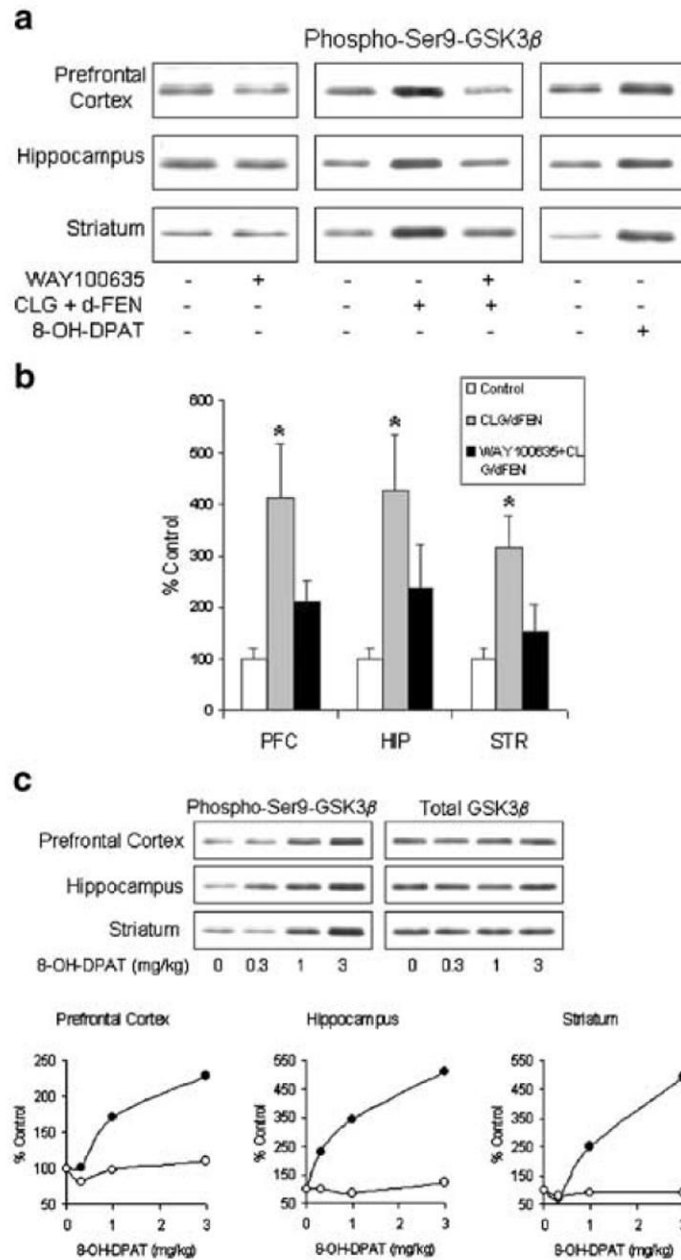 a
Phospho-Ser9-GSK3β
Prefrontal
Cortex
Hippocampus
Striatum
WAY100635 - + - - + - -
CLG + d-FEN - - - + + - -
8-OH-DPAT - - - - - - +
b
% Control
600
500
400
300
200
100
0
Control
CLG/dFEN
WAY100635+CL
G/dFEN
* * *
PFC HIP STR
c
Phospho-Ser9-GSK3β Total GSK3β
Prefrontal Cortex
Hippocampus
Striatum
8-OH-DPAT (mg/kg) 0 0.3 1 3 0 0.3 1 3
Prefrontal Cortex
% Control
250
200
150
100
50
0 1 2 3
8-OH-DPAT (mg/kg)
Hippocampus
% Control
550
450
350
250
150
50
0 1 2 3
8-OH-DPAT (mg/kg)
Striatum
% Control
550
450
350
250
150
50
0 1 2 3
8-OH-DPAT (mg/kg)